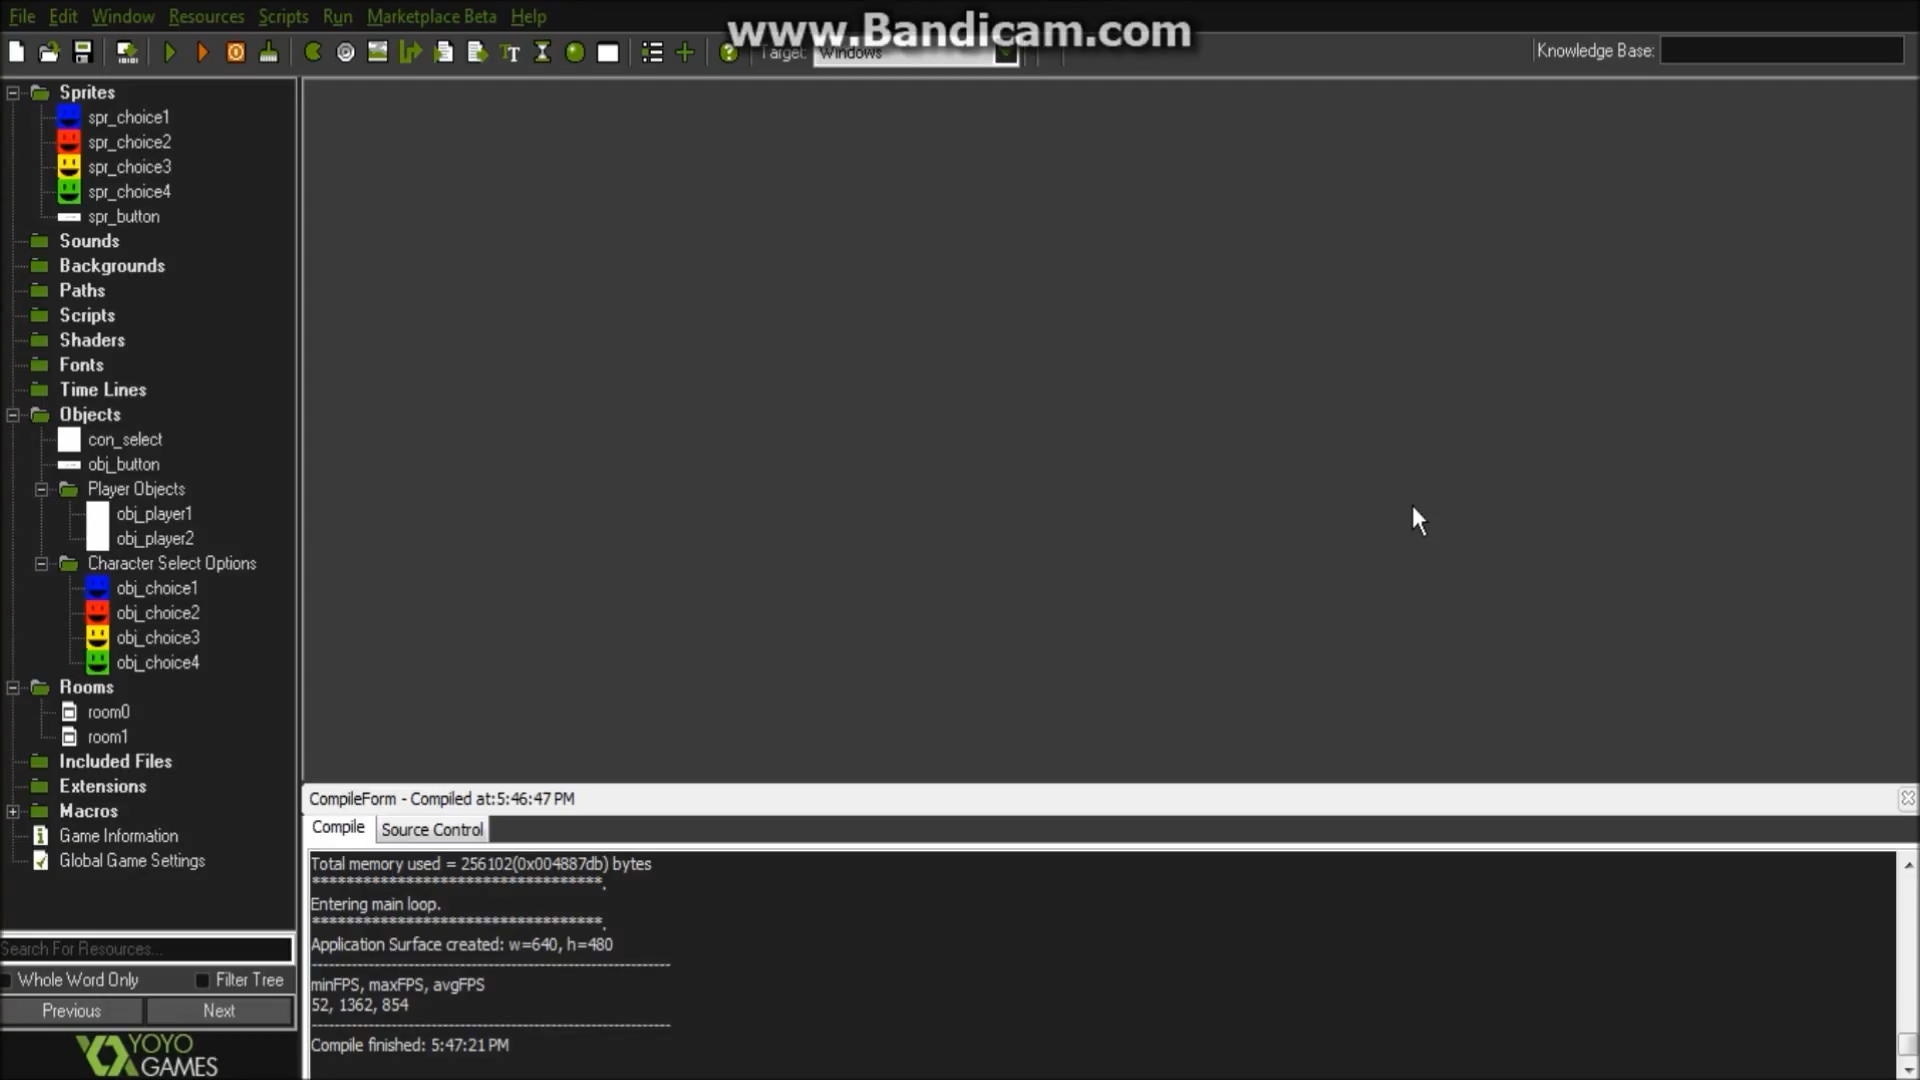 File Edit Window Resources Scripts Run Marketplace Beta Help
www.Bandicam.com
Target: Windows
Knowledge Base:
Sprites
spr_choice1
spr_choice2
spr_choice3
spr_choice4
spr_button
Sounds
Backgrounds
Paths
Scripts
Shaders
Fonts
Time Lines
Objects
con_select
obj_button
Player Objects
obj_player1
obj_player2
Character Select Options
obj_choice1
obj_choice2
obj_choice3
obj_choice4
Rooms
room0
room1
Included Files
Extensions
Macros
Game Information
Global Game Settings
Search For Resources...
Whole Word Only Filter Tree
Previous Next
YOYO
GAMES
CompileForm - Compiled at:5:46:47 PM
Compile Source Control
Total memory used = 256102(0x004887db) bytes
**********************************.
Entering main loop.
**********************************.
Application Surface created: w=640, h=480
---------------------------------------------------------------
minFPS, maxFPS, avgFPS
52, 1362, 854
---------------------------------------------------------------
Compile finished: 5:47:21 PM